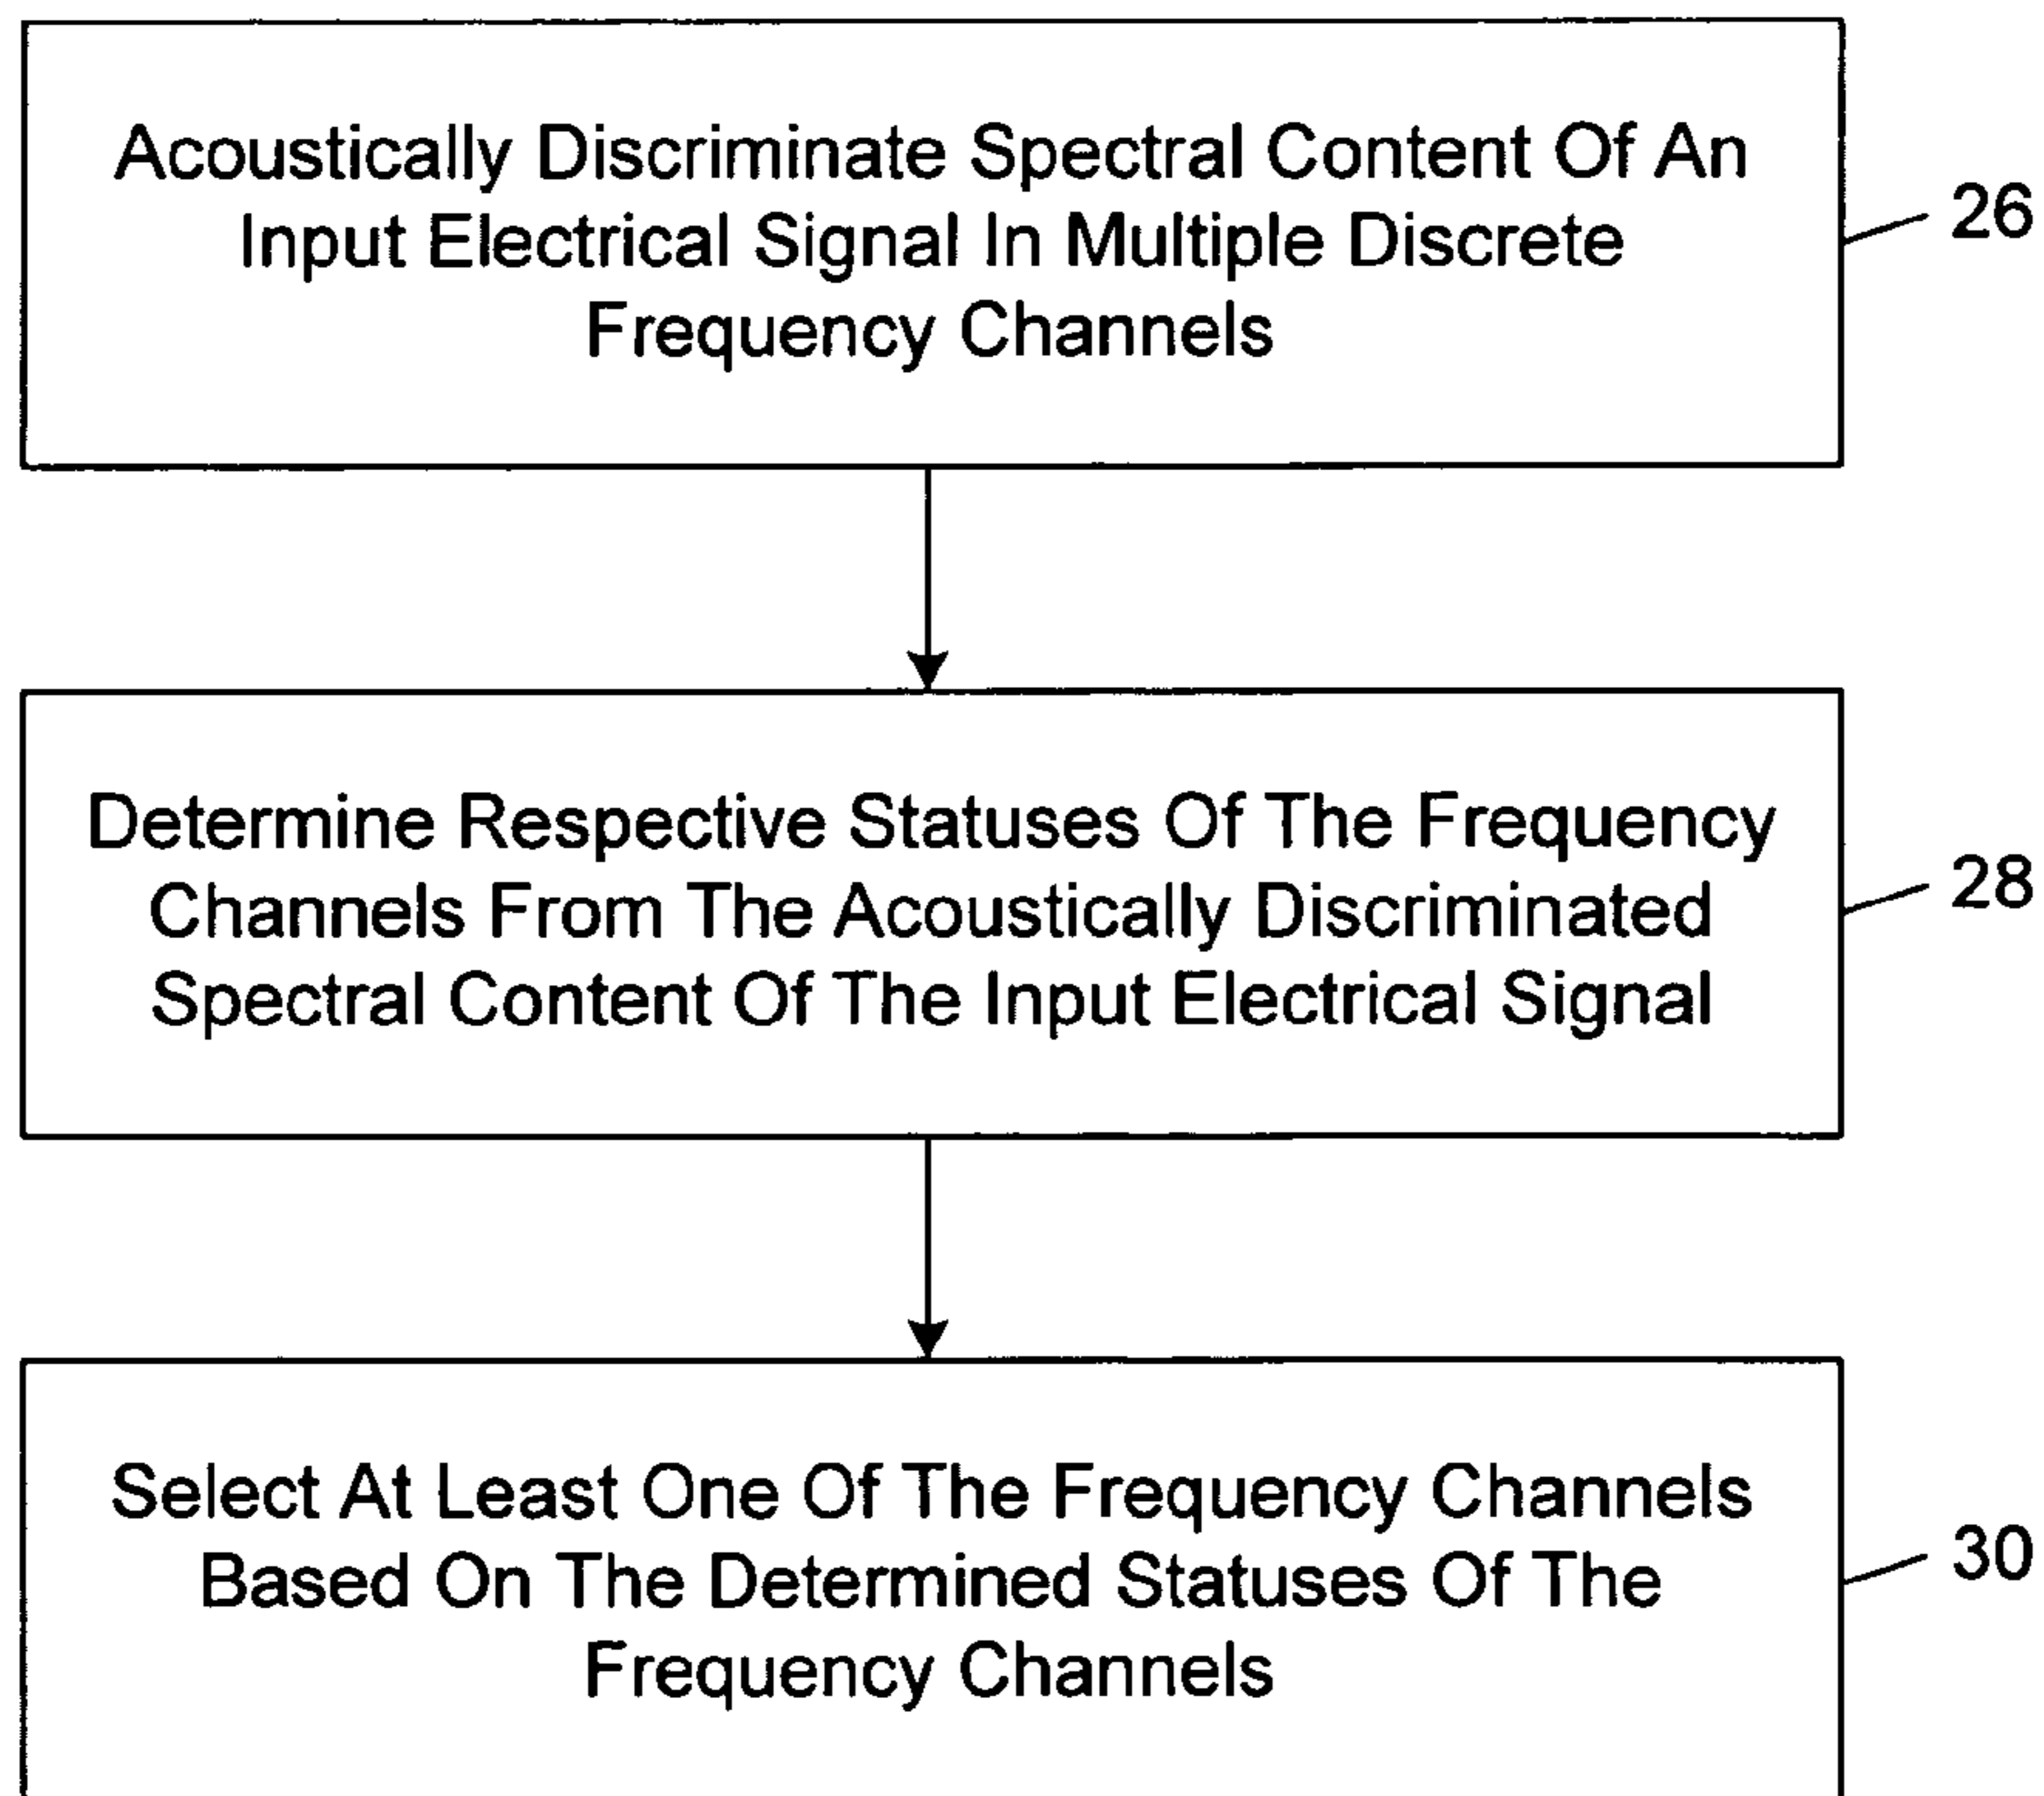 Acoustically Discriminate Spectral Content Of An
Input Electrical Signal In Multiple Discrete
Frequency Channels
26
Determine Respective Statuses Of The Frequency
Channels From The Acoustically Discriminated
Spectral Content Of The Input Electrical Signal
28
Select At Least One Of The Frequency Channels
Based On The Determined Statuses Of The
Frequency Channels
30